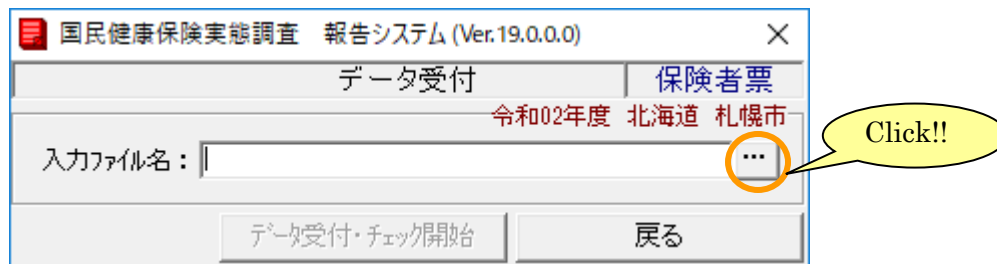 国民健康保険実態調査 報告システム (Ver.19.0.0.0)
データ受付 保険者票
令和02年度 北海道 札幌市
入力ファイル名： ...
Click!!
データ受付・チェック開始 戻る